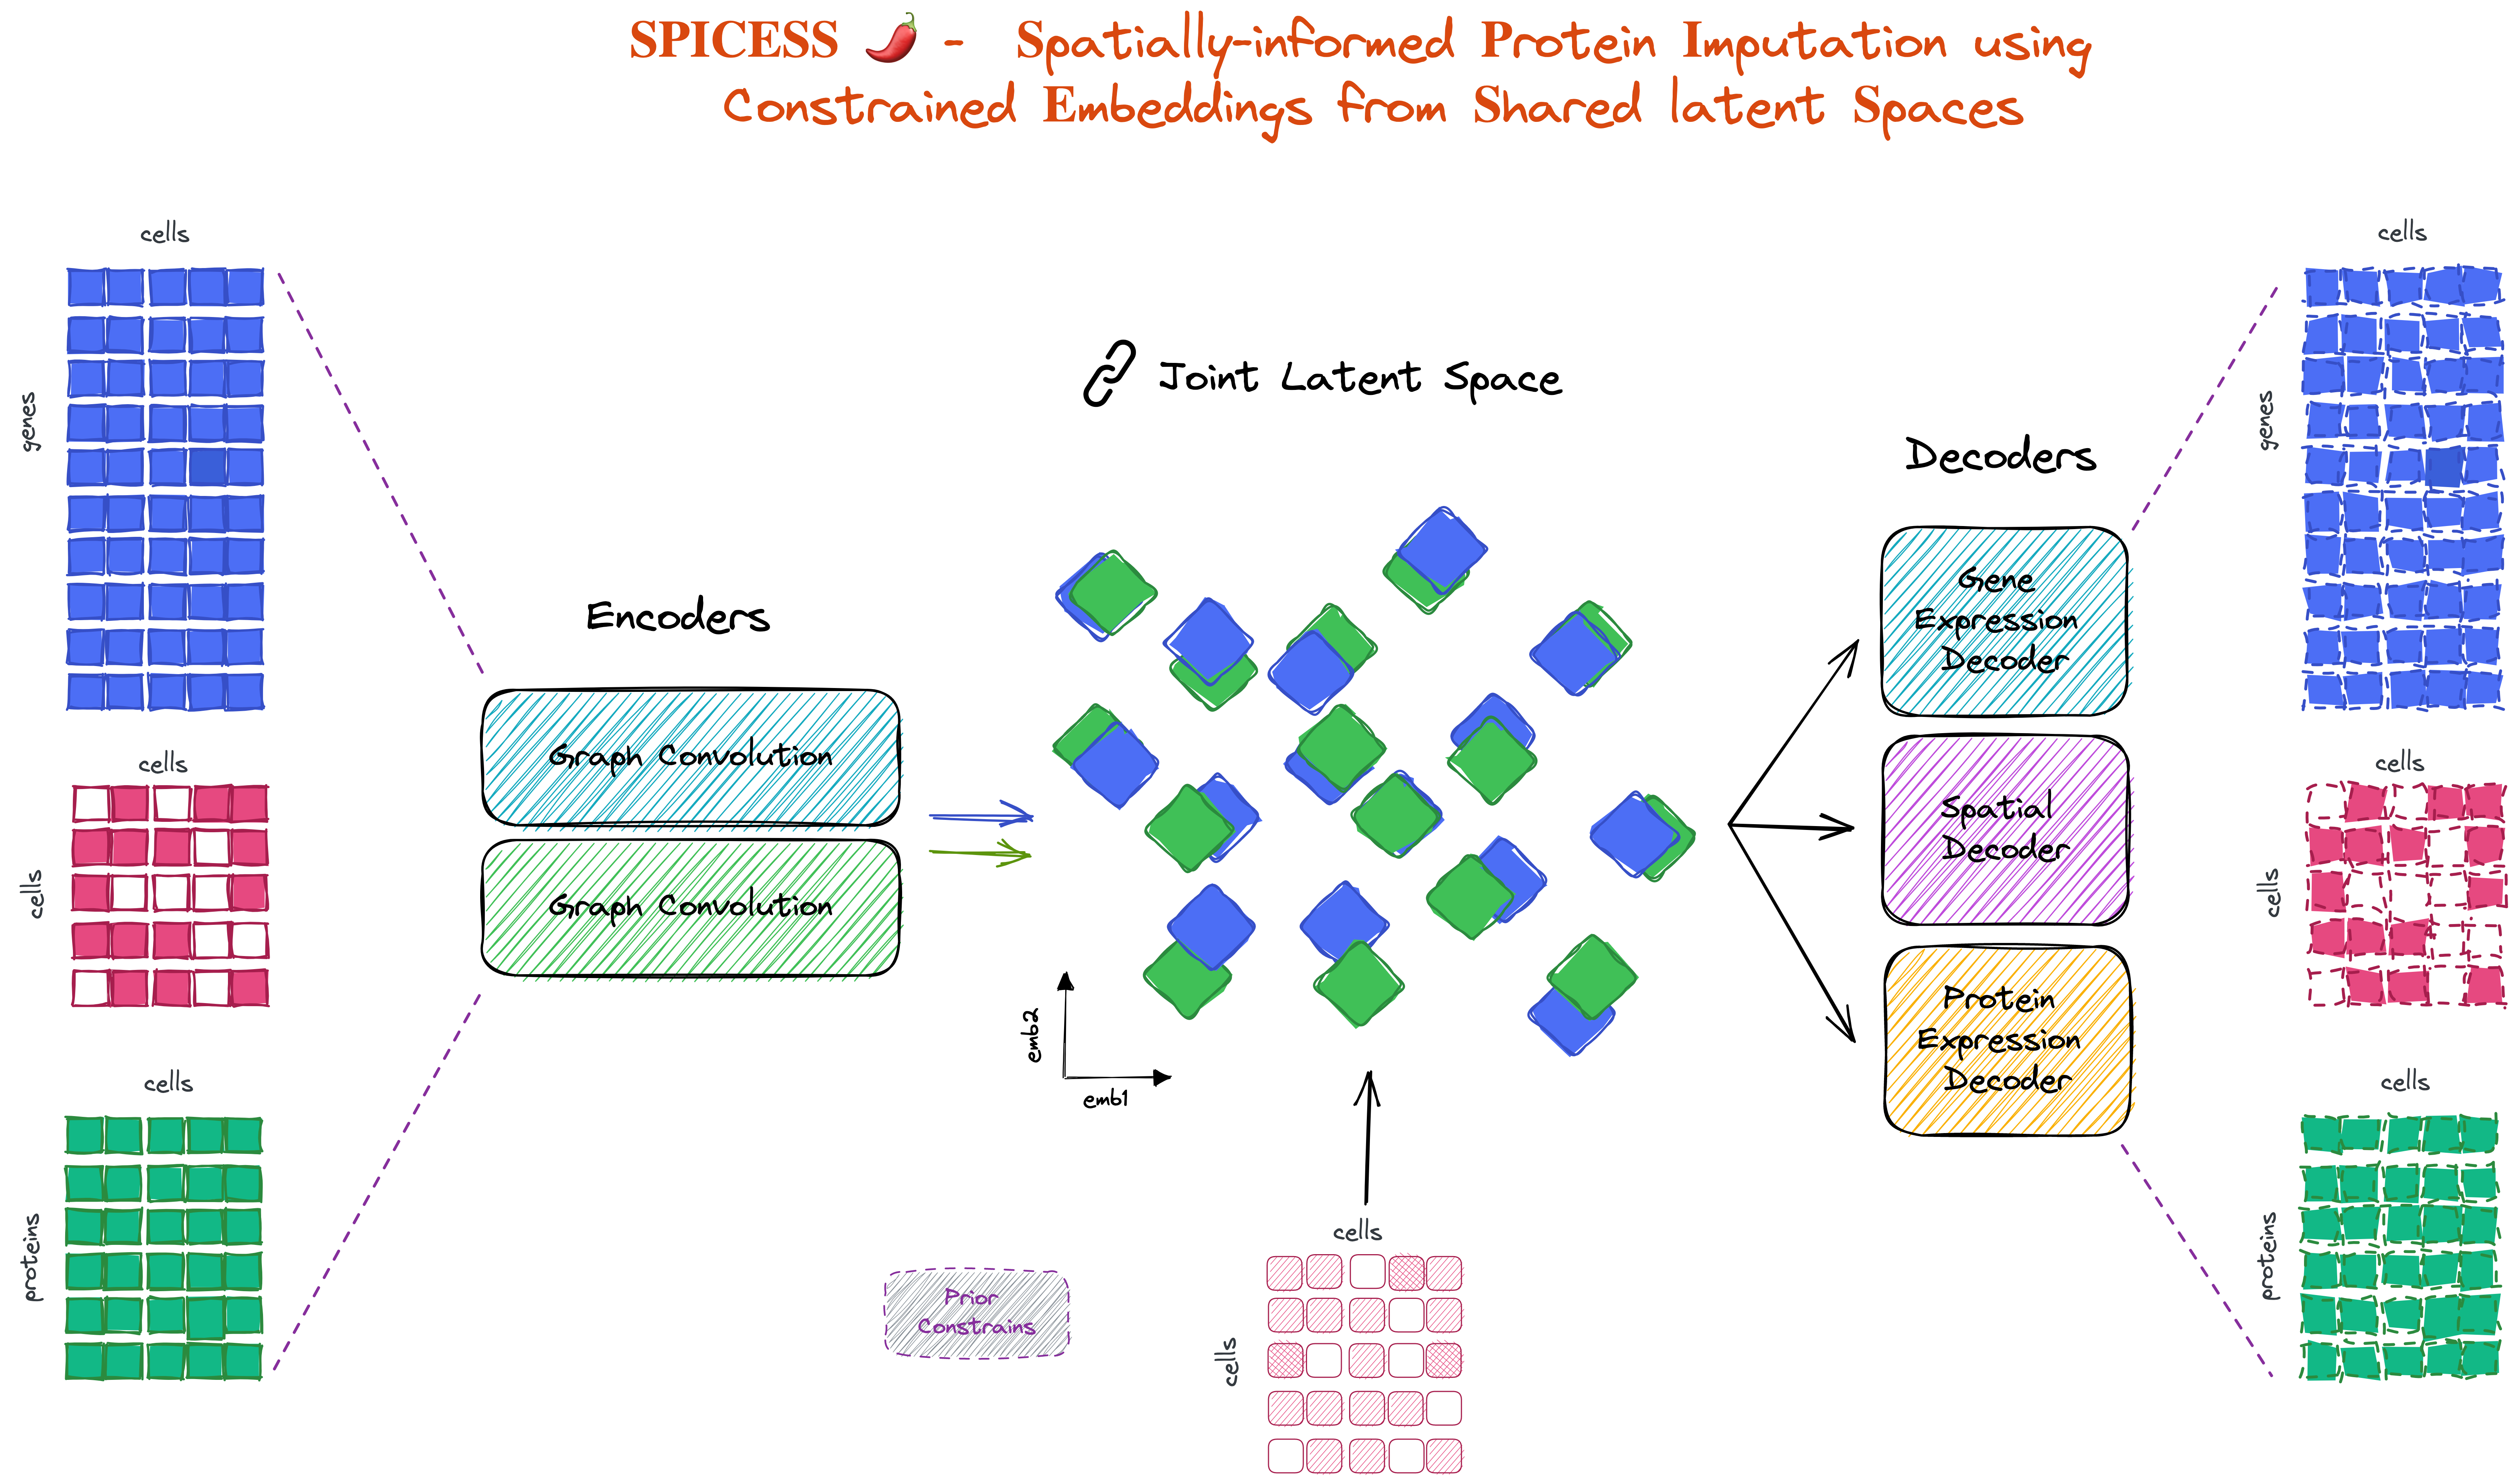 SPICESS 🌶️ - Spatially-informed Protein Imputation using
Constrained Embeddings from Shared latent Spaces
cells
genes
cells
cells
cells
proteins
Encoders
Graph Convolution
Graph Convolution
Joint Latent Space
emb2
emb1
Prior
Constrains
cells
cells
Decoders
Gene
Expression
Decoder
Spatial
Decoder
Protein
Expression
Decoder
cells
genes
cells
cells
cells
proteins